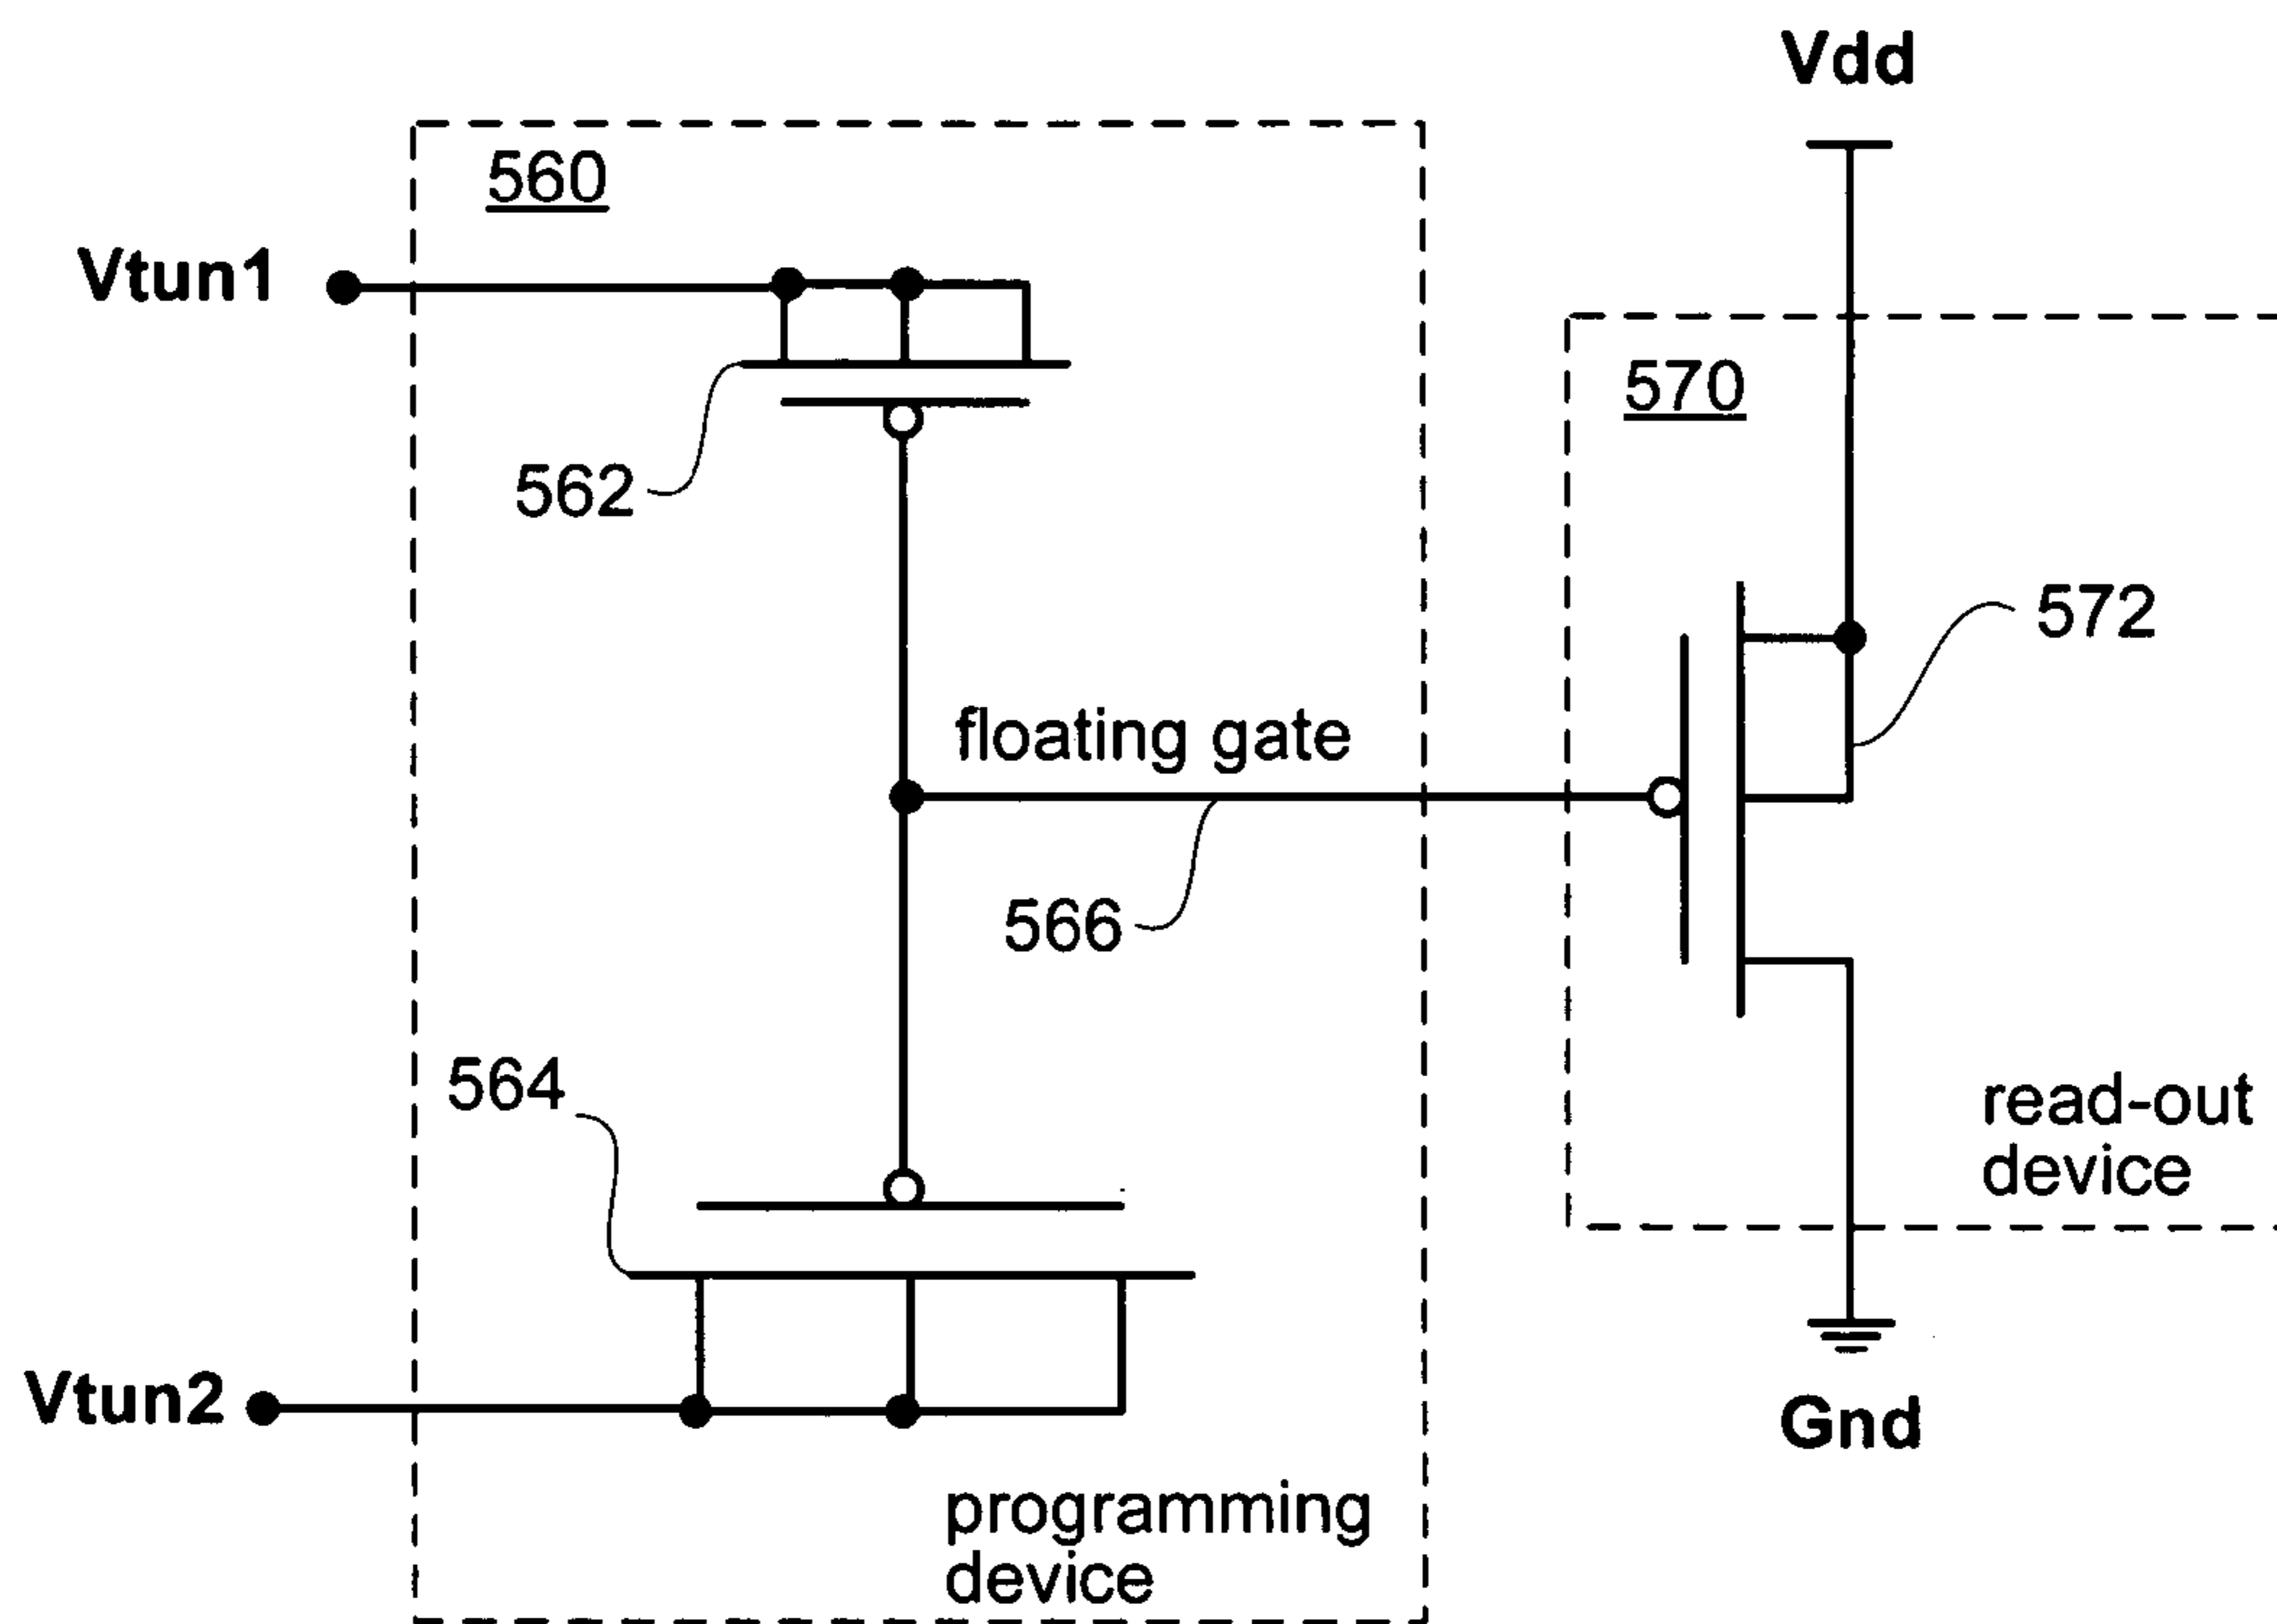 Vdd
560
Vtun1
570
562
572
floating gate
566
564
read-out
device
Vtun2
Gnd
programming
device